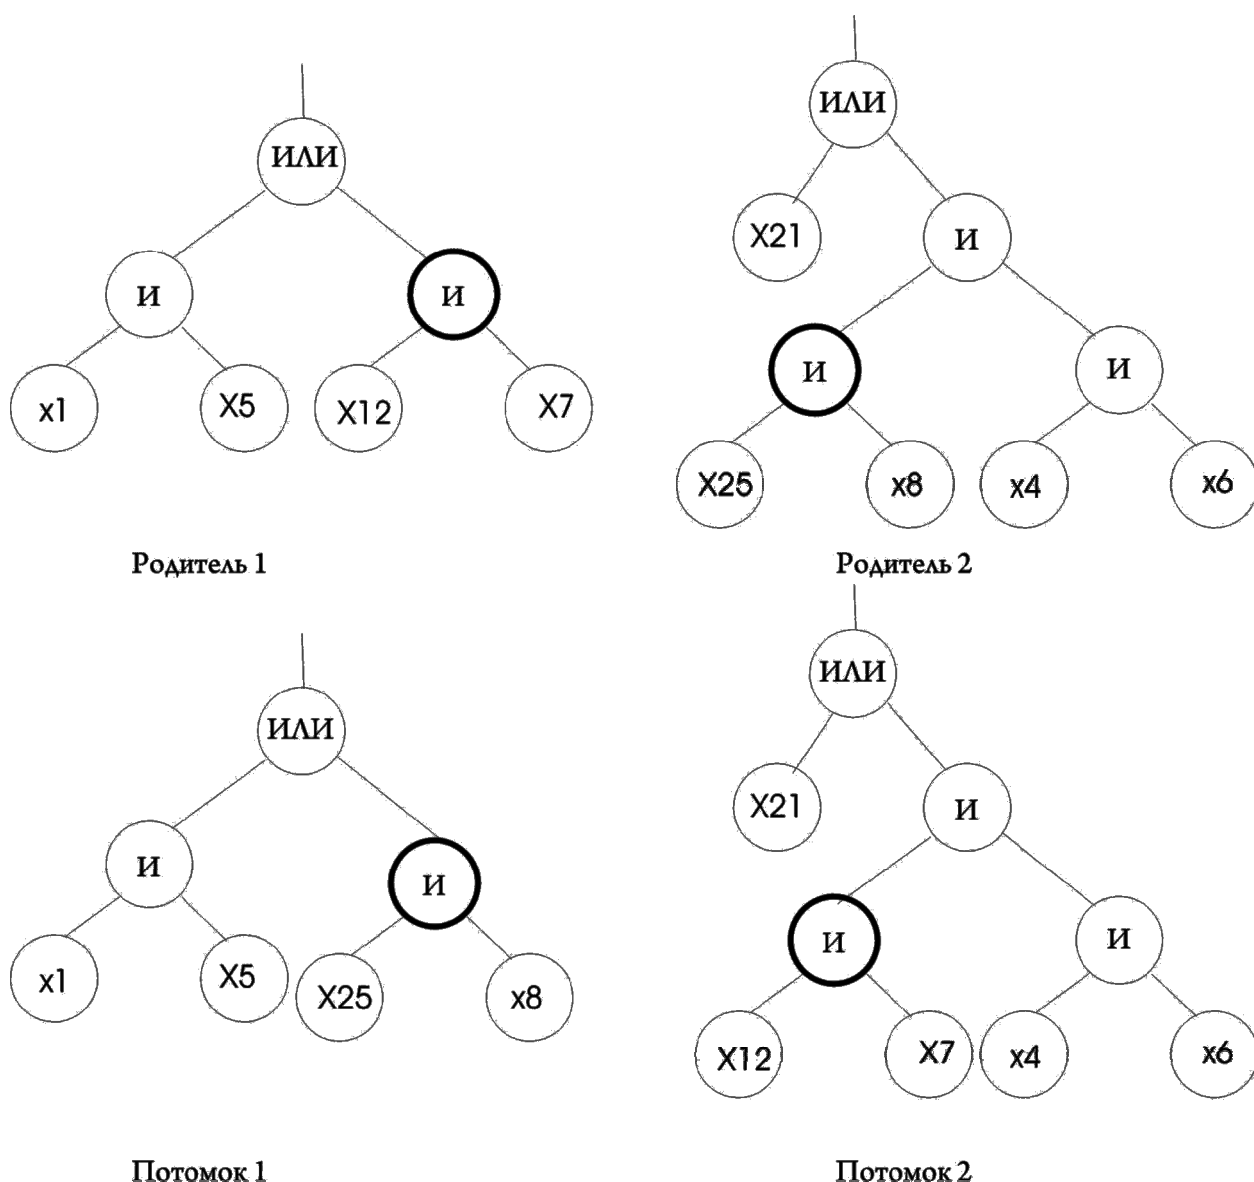 ИЛИ
И
И
x1
X5
X12
X7
Родитель 1
ИЛИ
X21
И
И
И
X25
x8
x4
x6
Родитель 2
ИЛИ
И
И
x1
X5
X25
x8
Потомок 1
ИЛИ
X21
И
И
И
X12
X7
x4
x6
Потомок 2